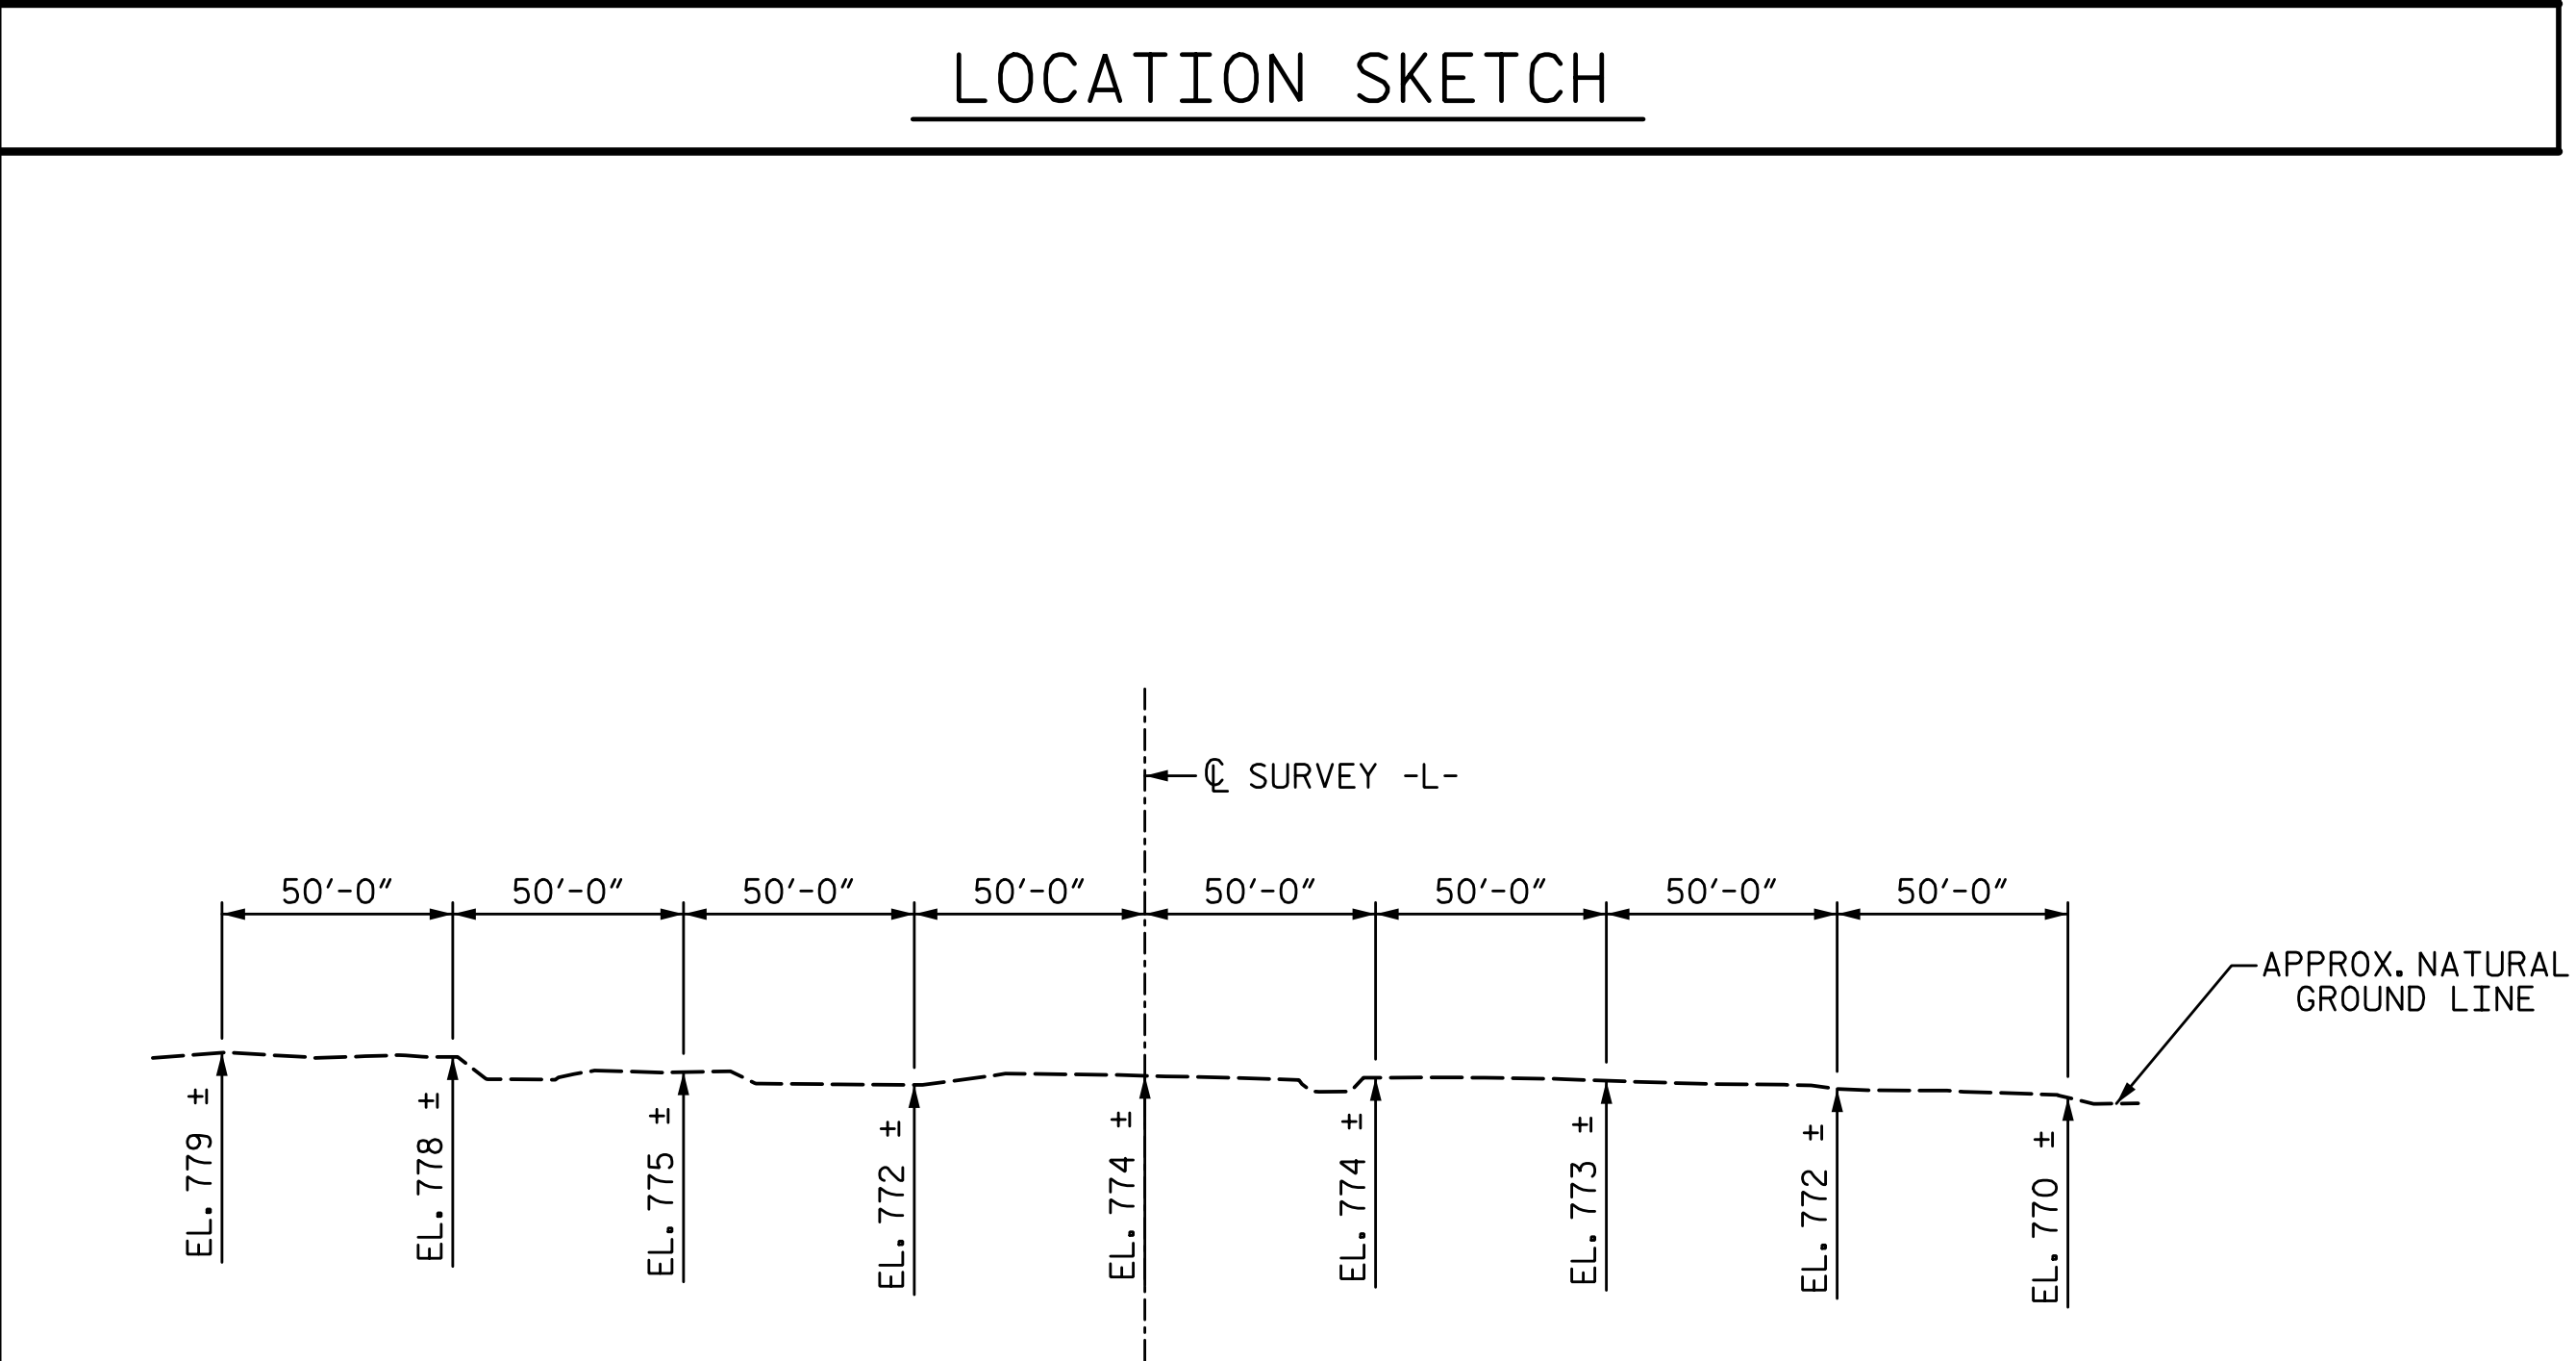 LOCATION SKETCH
℄ SURVEY -L-
50'-0" 50'-0" 50'-0" 50'-0" 50'-0" 50'-0" 50'-0" 50'-0"
APPROX. NATURAL
GROUND LINE
EL. 779 ±
EL. 778 ±
EL. 775 ±
EL. 772 ±
EL. 774 ±
EL. 774 ±
EL. 773 ±
EL. 772 ±
EL. 770 ±